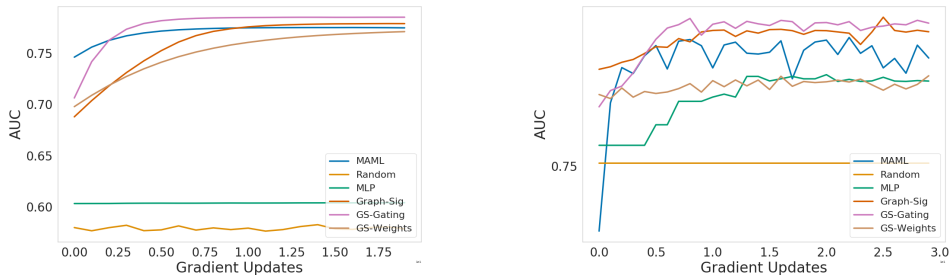 0.75
0.70
0.65
0.60
AUC
0.00 0.25 0.50 0.75 1.00 1.25 1.50 1.75
Gradient Updates
MAML
Random
MLP
Graph-Sig
GS-Gating
GS-Weights
0.75
AUC
0.0 0.5 1.0 1.5 2.0 2.5 3.0
Gradient Updates
MAML
Random
MLP
Graph-Sig
GS-Gating
GS-Weights